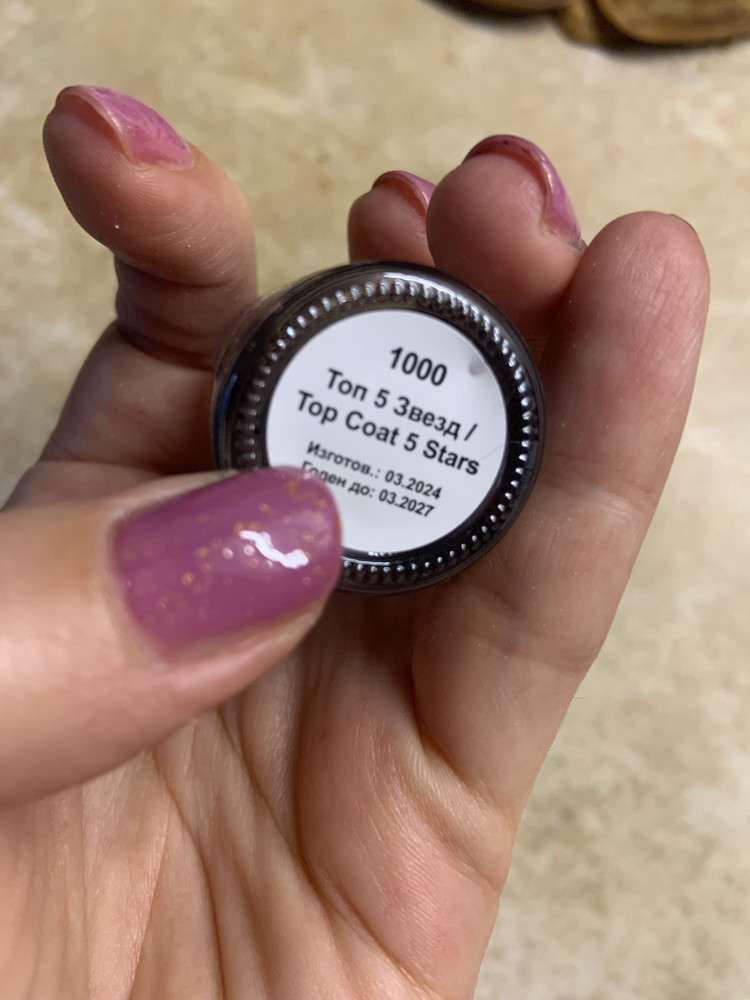 1000
Топ 5 Звезд /
Top Coat 5 Stars
Изготов.: 03.2024
Годен до: 03.2027